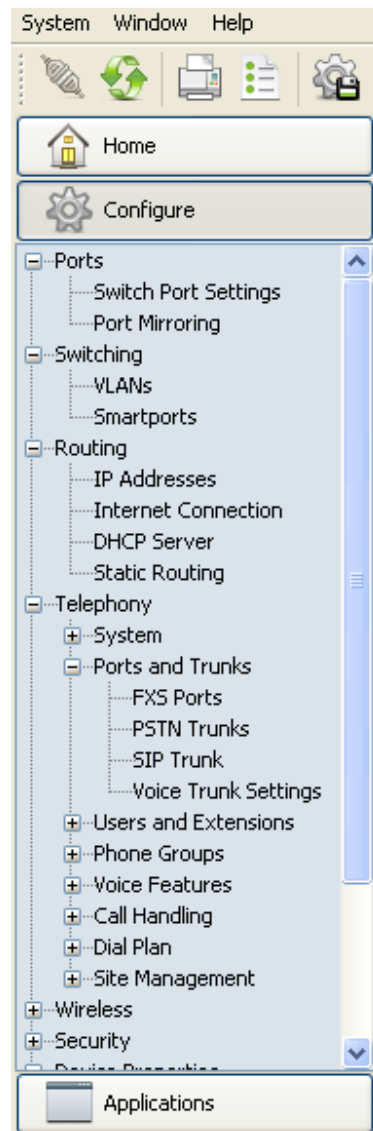 System Window Help
Home
Configure
Ports
Switch Port Settings
Port Mirroring
Switching
VLANs
Smartports
Routing
IP Addresses
Internet Connection
DHCP Server
Static Routing
Telephony
System
Ports and Trunks
FXS Ports
PSTN Trunks
SIP Trunk
Voice Trunk Settings
Users and Extensions
Phone Groups
Voice Features
Call Handling
Dial Plan
Site Management
Wireless
Security
Device Properties
Applications